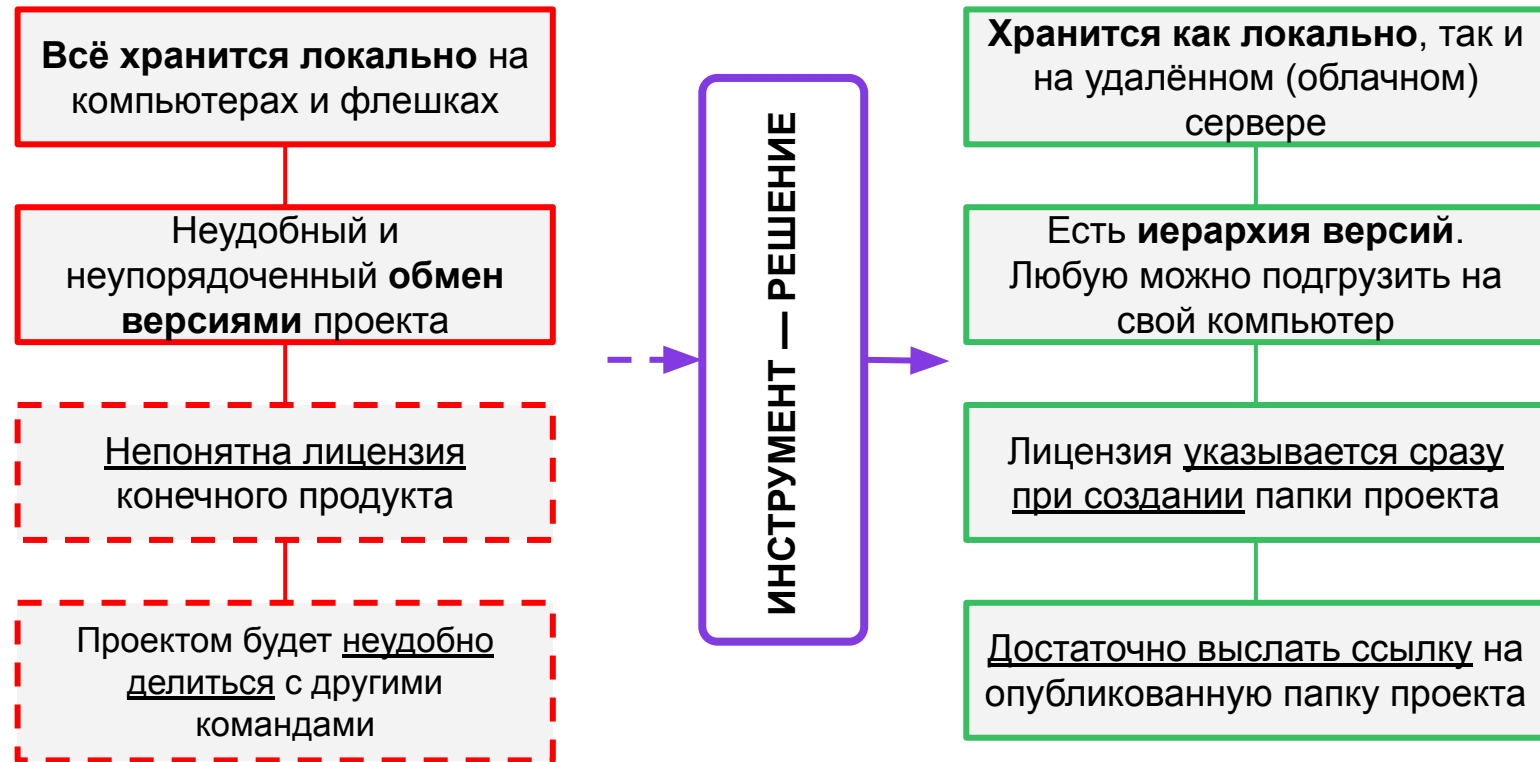 Всё хранится локально на
компьютерах и флешках
Неудобный и
неупорядоченный обмен
версиями проекта
Непонятна лицензия
конечного продукта
Проектом будет неудобно
делиться с другими
командами
ИНСТРУМЕНТ — РЕШЕНИЕ
Хранится как локально, так и
на удалённом (облачном)
сервере
Есть иерархия версий.
Любую можно подгрузить на
свой компьютер
Лицензия указывается сразу
при создании папки проекта
Достаточно выслать ссылку на
опубликованную папку проекта